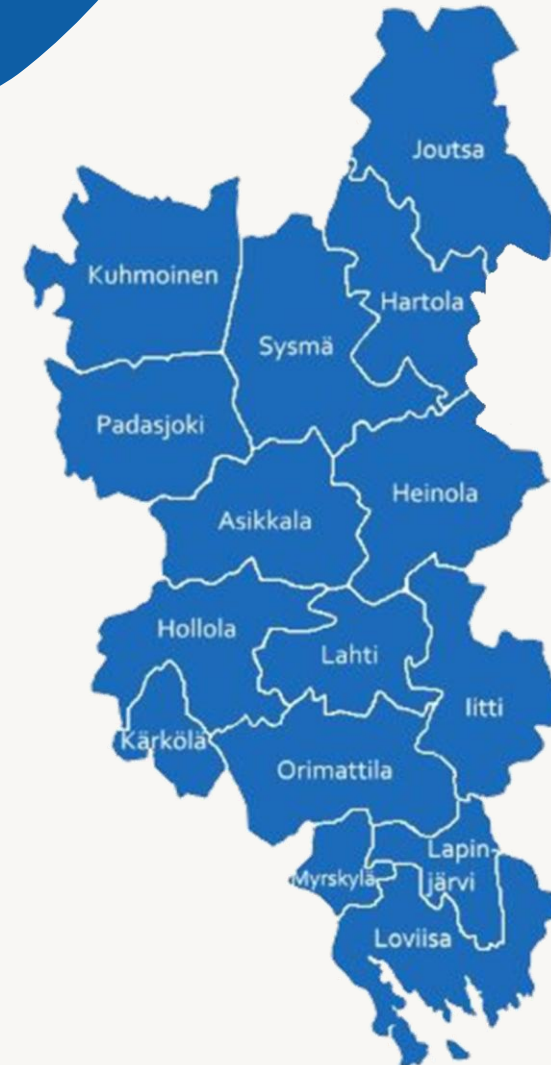 Joutsa
Kuhmoinen
Hartola
Sysmä
Padasjoki
Heinola
Asikkala
Hollola
Lahti
Iitti
Kärkölä
Orimattila
Lapin-
järvi
Myrskylä
Loviisa